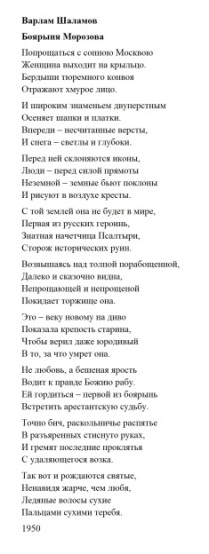 Варлам Шаламов
Боярыня Морозова
Попрощаться с сонною Москвою
Женщина выходит на крыльцо.
Бердыши тюремного конвоя
Отражают хмурое лицо.
И широким знаменьем двуперстным
Осеняет шапки и платки.
Впереди – несчитанные версты,
И снега – светлы и глубоки.
Перед ней склоняются иконы,
Люди – перед силой прямоты
Неземной – земные бьют поклоны
И рисуют в воздухе кресты.
С той землей она не будет в мире,
Первая из русских героинь,
Знатная начетчица Псалтыри,
Сторож исторических руин.
Возвышаясь над толпой порабощенной,
Далеко и сказочно видна,
Непрощающей и непрощеной
Покидает торжище она.
Это – веку новому на диво
Показала крепость старина,
Чтобы верил даже юродивый
В то, за что умрет она.
Не любовь, а бешеная ярость
Водит к правде Божию рабу.
Ей гордиться – первой из боярынь
Встретить арестантскую судьбу.
Точно бич, раскольничье распятье
В разъяренных стиснуто руках,
И гремят последние проклятья
С удаляющегося возка.
Так вот и рождаются святые,
Ненавидя жарче, чем любя,
Ледяные волосы сухие
Пальцами сухими теребя.
1950